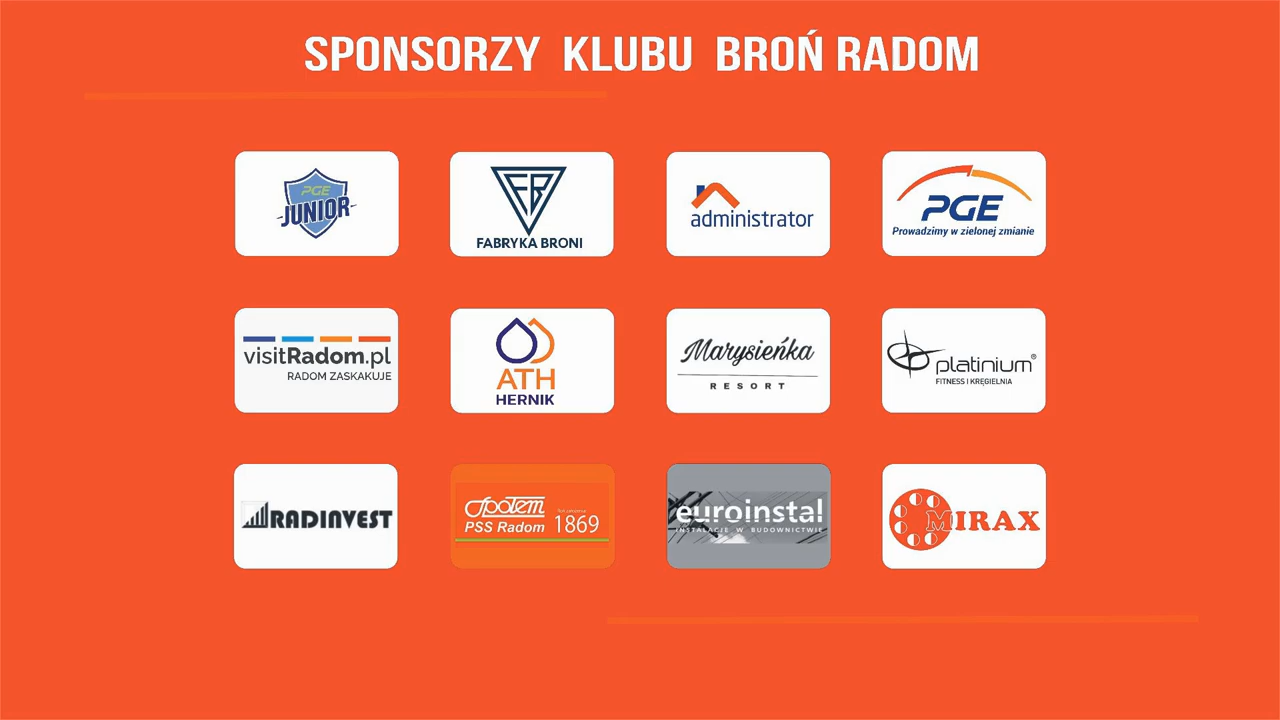 SPONSORZY KLUBU BROŃ RADOM
PGE
JUNIOR
FB
FABRYKA BRONI
administrator
PGE
Prowadzimy w zielonej zmianie
visitRadom.pl
RADOM ZASKAKUJE
ATH
HERNIK
Marysieńka
RESORT
platinium®
FITNESS I KRĘGIELNIA
RADINVEST
Społem
PSS Radom
1869
euroinstal
INSTALACJE W BUDOWNICTWIE
MIRAX